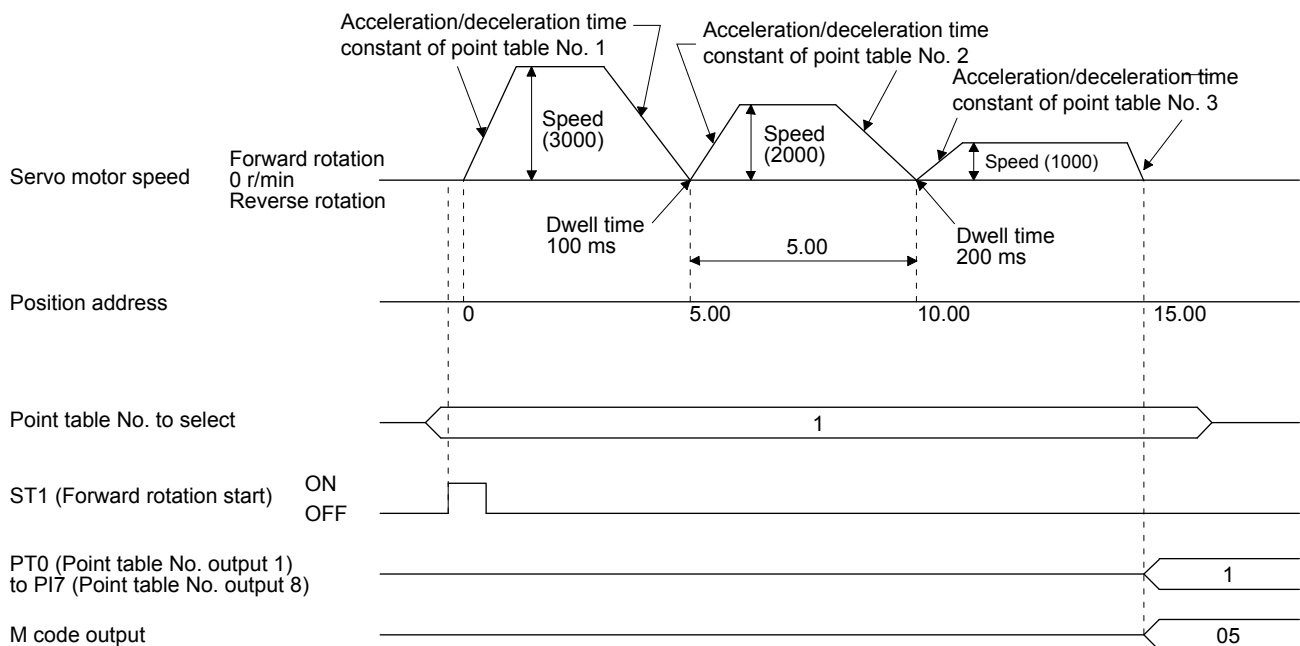 Acceleration/deceleration time
constant of point table No. 1
Acceleration/deceleration time
constant of point table No. 2
Acceleration/deceleration time
constant of point table No. 3
Speed
(3000)
Speed
(2000)
Speed (1000)
Servo motor speed
Forward rotation
0 r/min
Reverse rotation
Dwell time
100 ms
5.00
Dwell time
200 ms
Position address
0
5.00
10.00
15.00
Point table No. to select
1
ST1 (Forward rotation start)
ON
OFF
PT0 (Point table No. output 1)
to PI7 (Point table No. output 8)
1
M code output
05